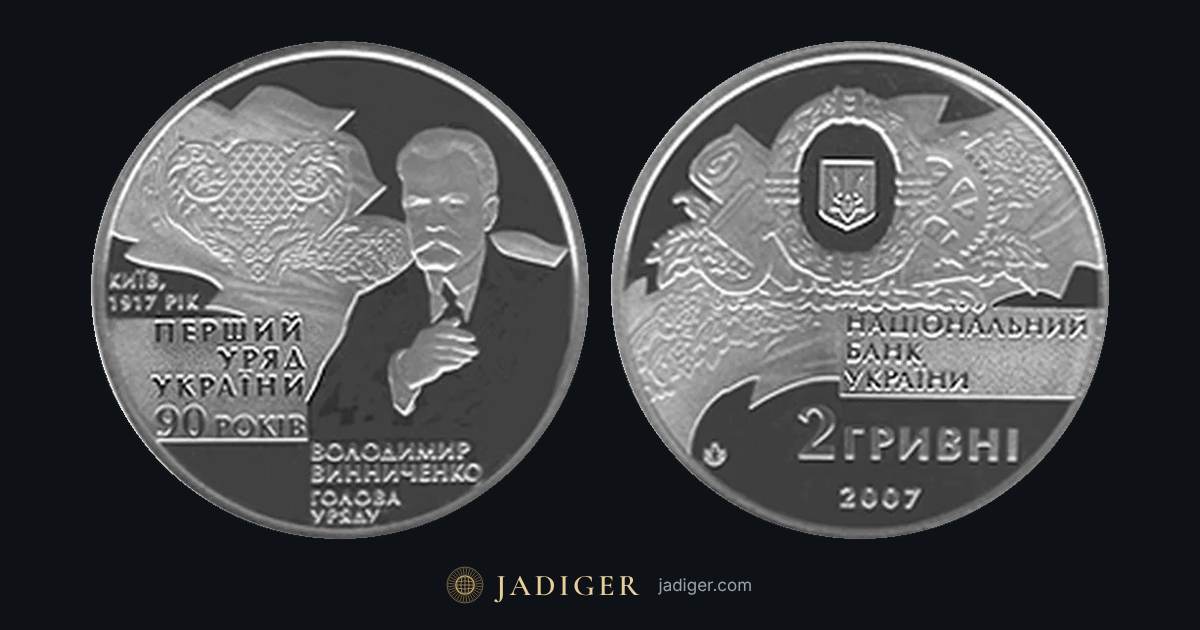 КИЇВ,
1917 РІК
ПЕРШИЙ
УРЯД
УКРАЇНИ
90 РОКІВ
ВОЛОДИМИР
ВИННИЧЕНКО
ГОЛОВА
УРЯДУ
НАЦІОНАЛЬНИЙ
БАНК
УКРАЇНИ
2 ГРИВНІ
2007
JADIGER jadiger.com